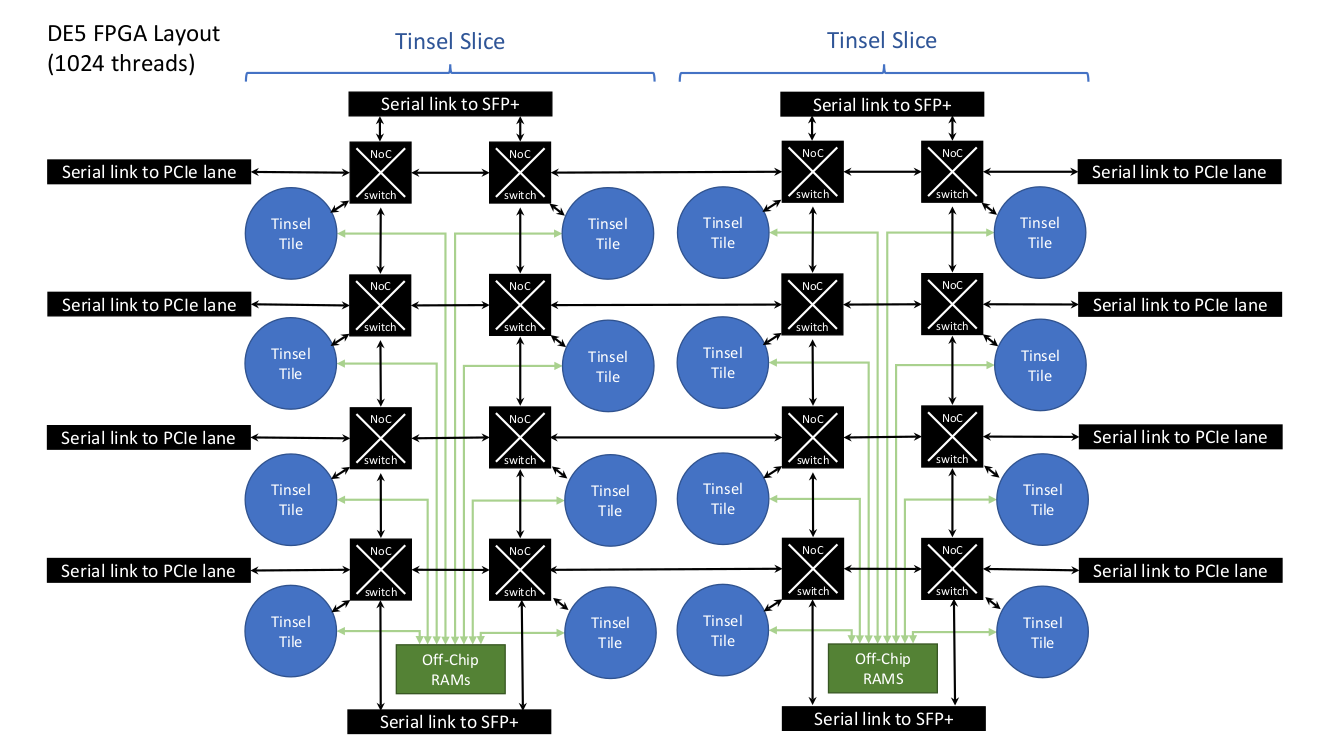 DE5 FPGA Layout
(1024 threads)
Tinsel Slice
Tinsel Slice
Serial link to SFP+
Serial link to SFP+
Serial link to PCIe lane
NoC
switch
NoC
switch
NoC
switch
NoC
switch
Serial link to PCIe lane
Tinsel
Tile
Tinsel
Tile
Tinsel
Tile
Tinsel
Tile
Serial link to PCIe lane
NoC
switch
NoC
switch
NoC
switch
NoC
switch
Serial link to PCIe lane
Tinsel
Tile
Tinsel
Tile
Tinsel
Tile
Tinsel
Tile
Serial link to PCIe lane
NoC
switch
NoC
switch
NoC
switch
NoC
switch
Serial link to PCIe lane
Tinsel
Tile
Tinsel
Tile
Tinsel
Tile
Tinsel
Tile
Serial link to PCIe lane
NoC
switch
NoC
switch
NoC
switch
NoC
switch
Serial link to PCIe lane
Tinsel
Tile
Tinsel
Tile
Tinsel
Tile
Tinsel
Tile
Off-Chip
RAMs
Off-Chip
RAMS
Serial link to SFP+
Serial link to SFP+